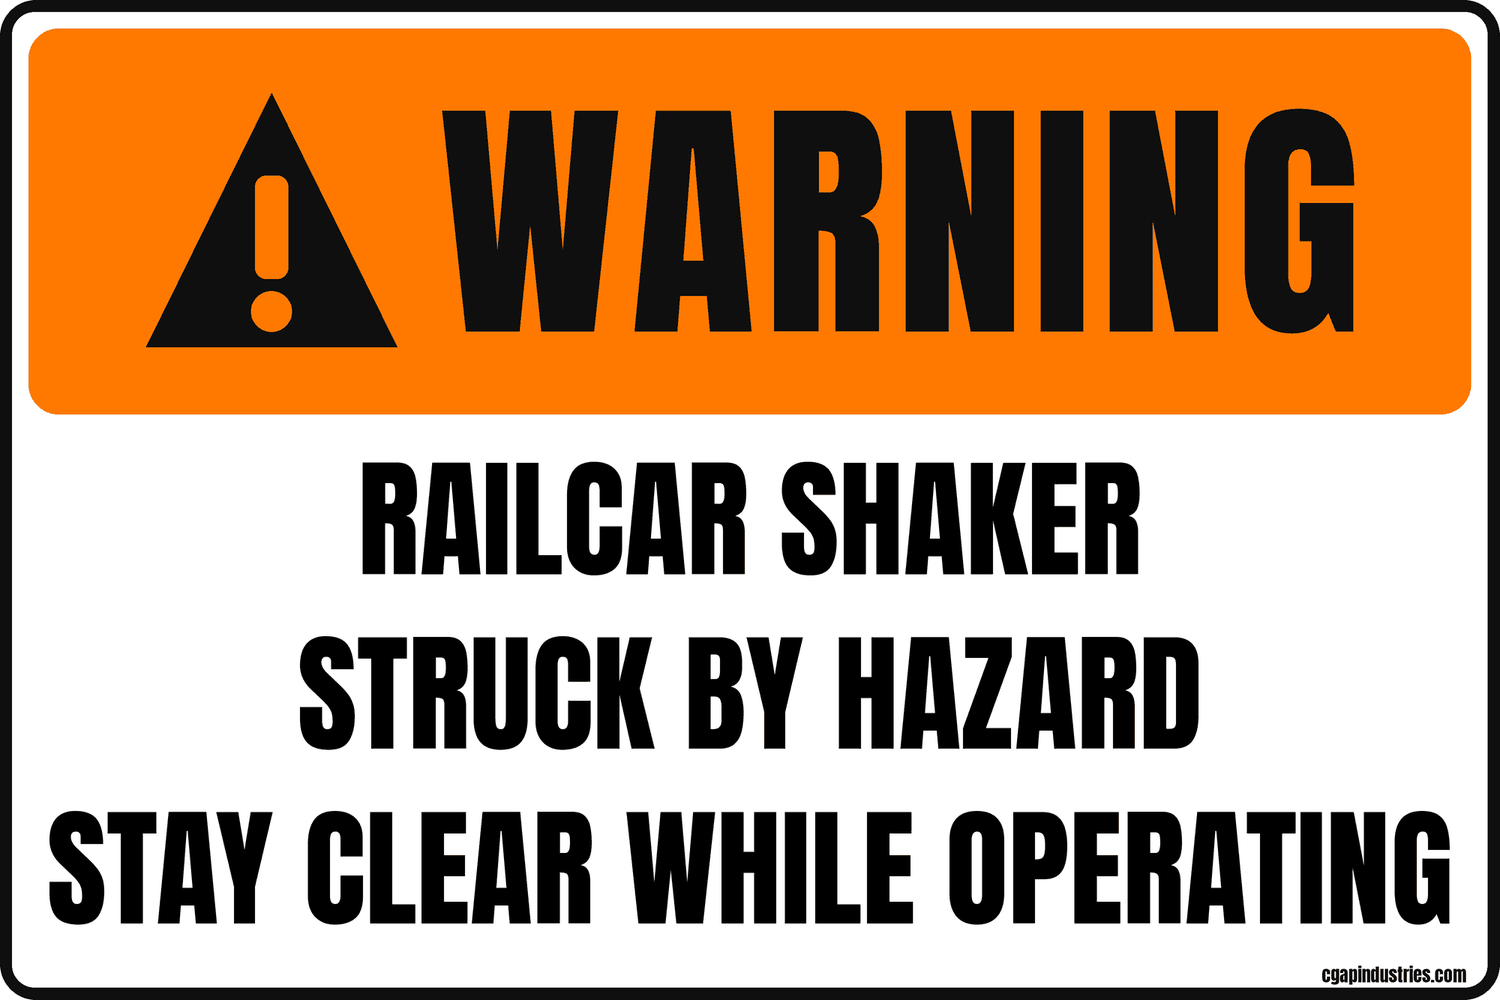 WARNING
RAILCAR SHAKER
STRUCK BY HAZARD
STAY CLEAR WHILE OPERATING
cgapindustries.com